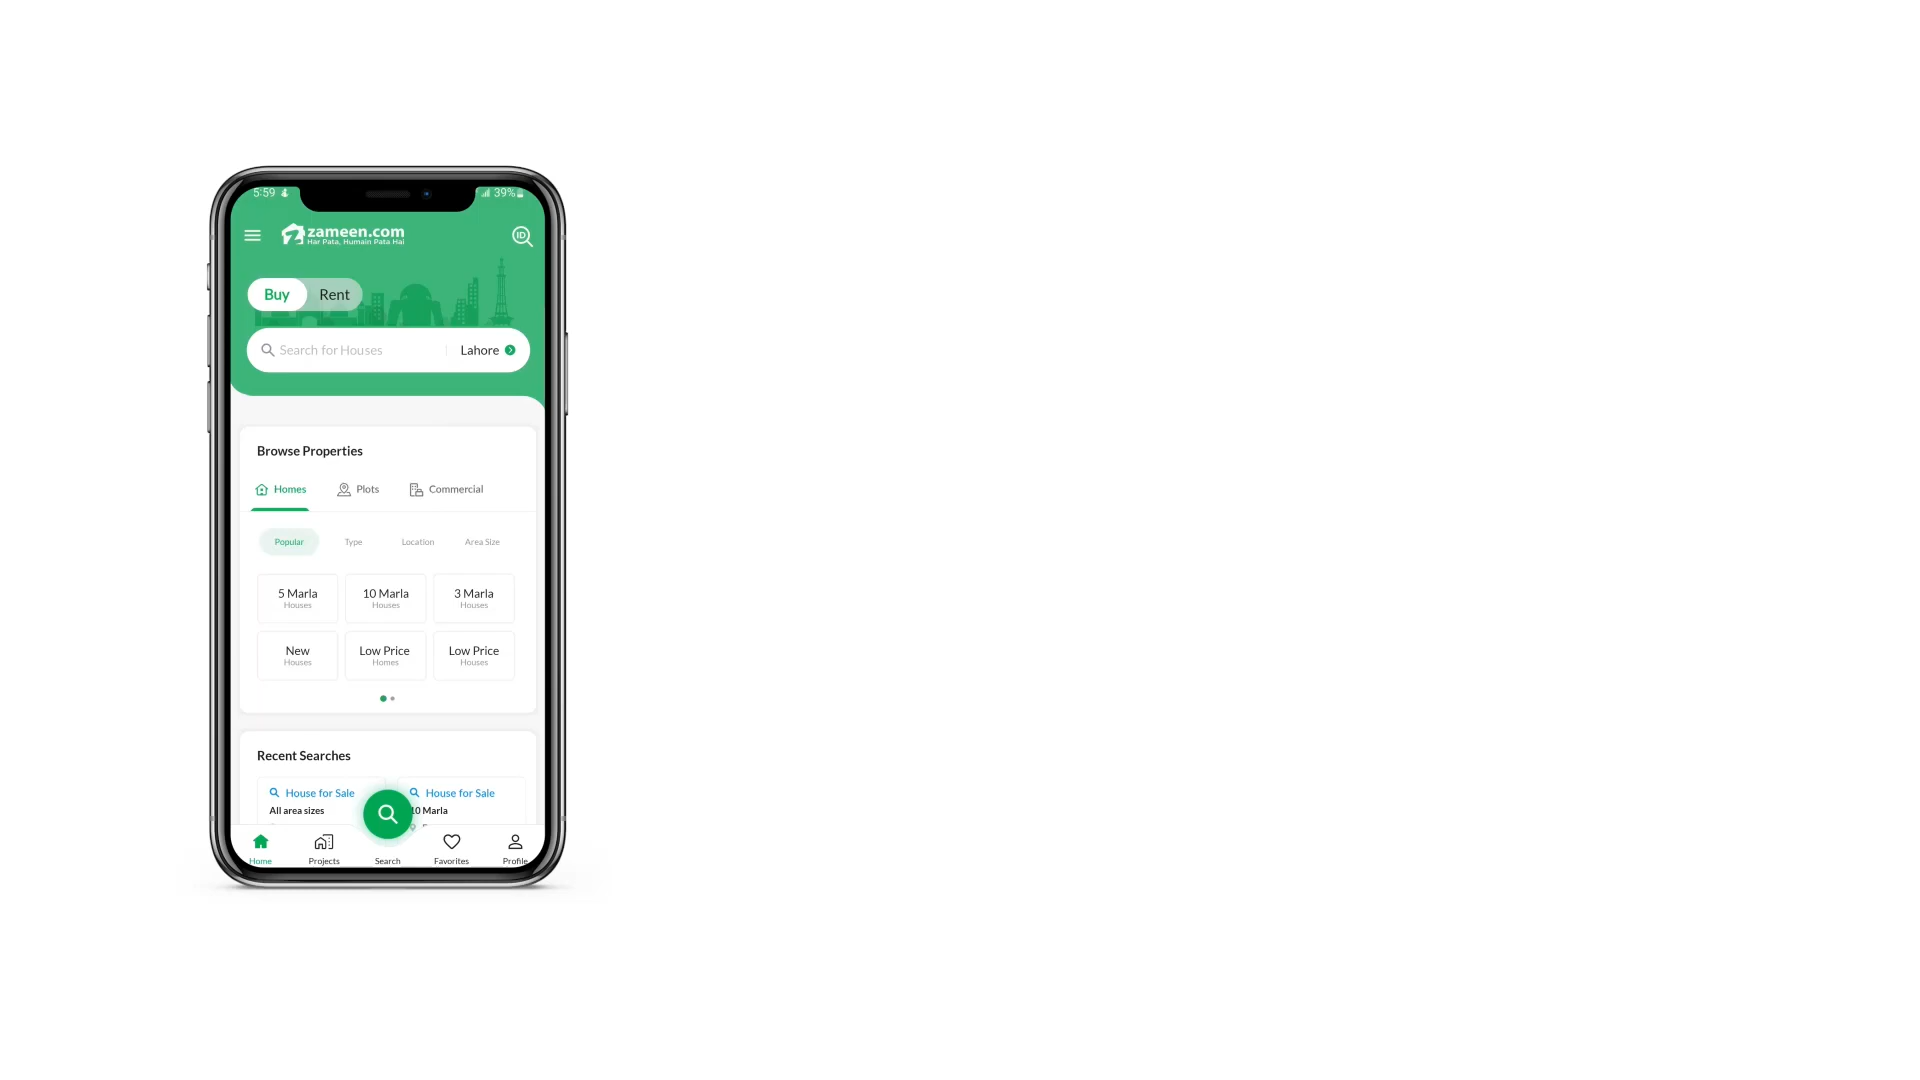 5:59
39%
zameen.com
Har Pata, Humain Pata Hai
ID
Buy Rent
Search for Houses Lahore
Browse Properties
Homes Plots Commercial
Popular Type Location Area Size
5 Marla 10 Marla 3 Marla
Houses Houses Houses
New Low Price Low Price
Houses Homes Houses
Recent Searches
House for Sale House for Sale
All area sizes 10 Marla
Home Projects Search Favorites Profile